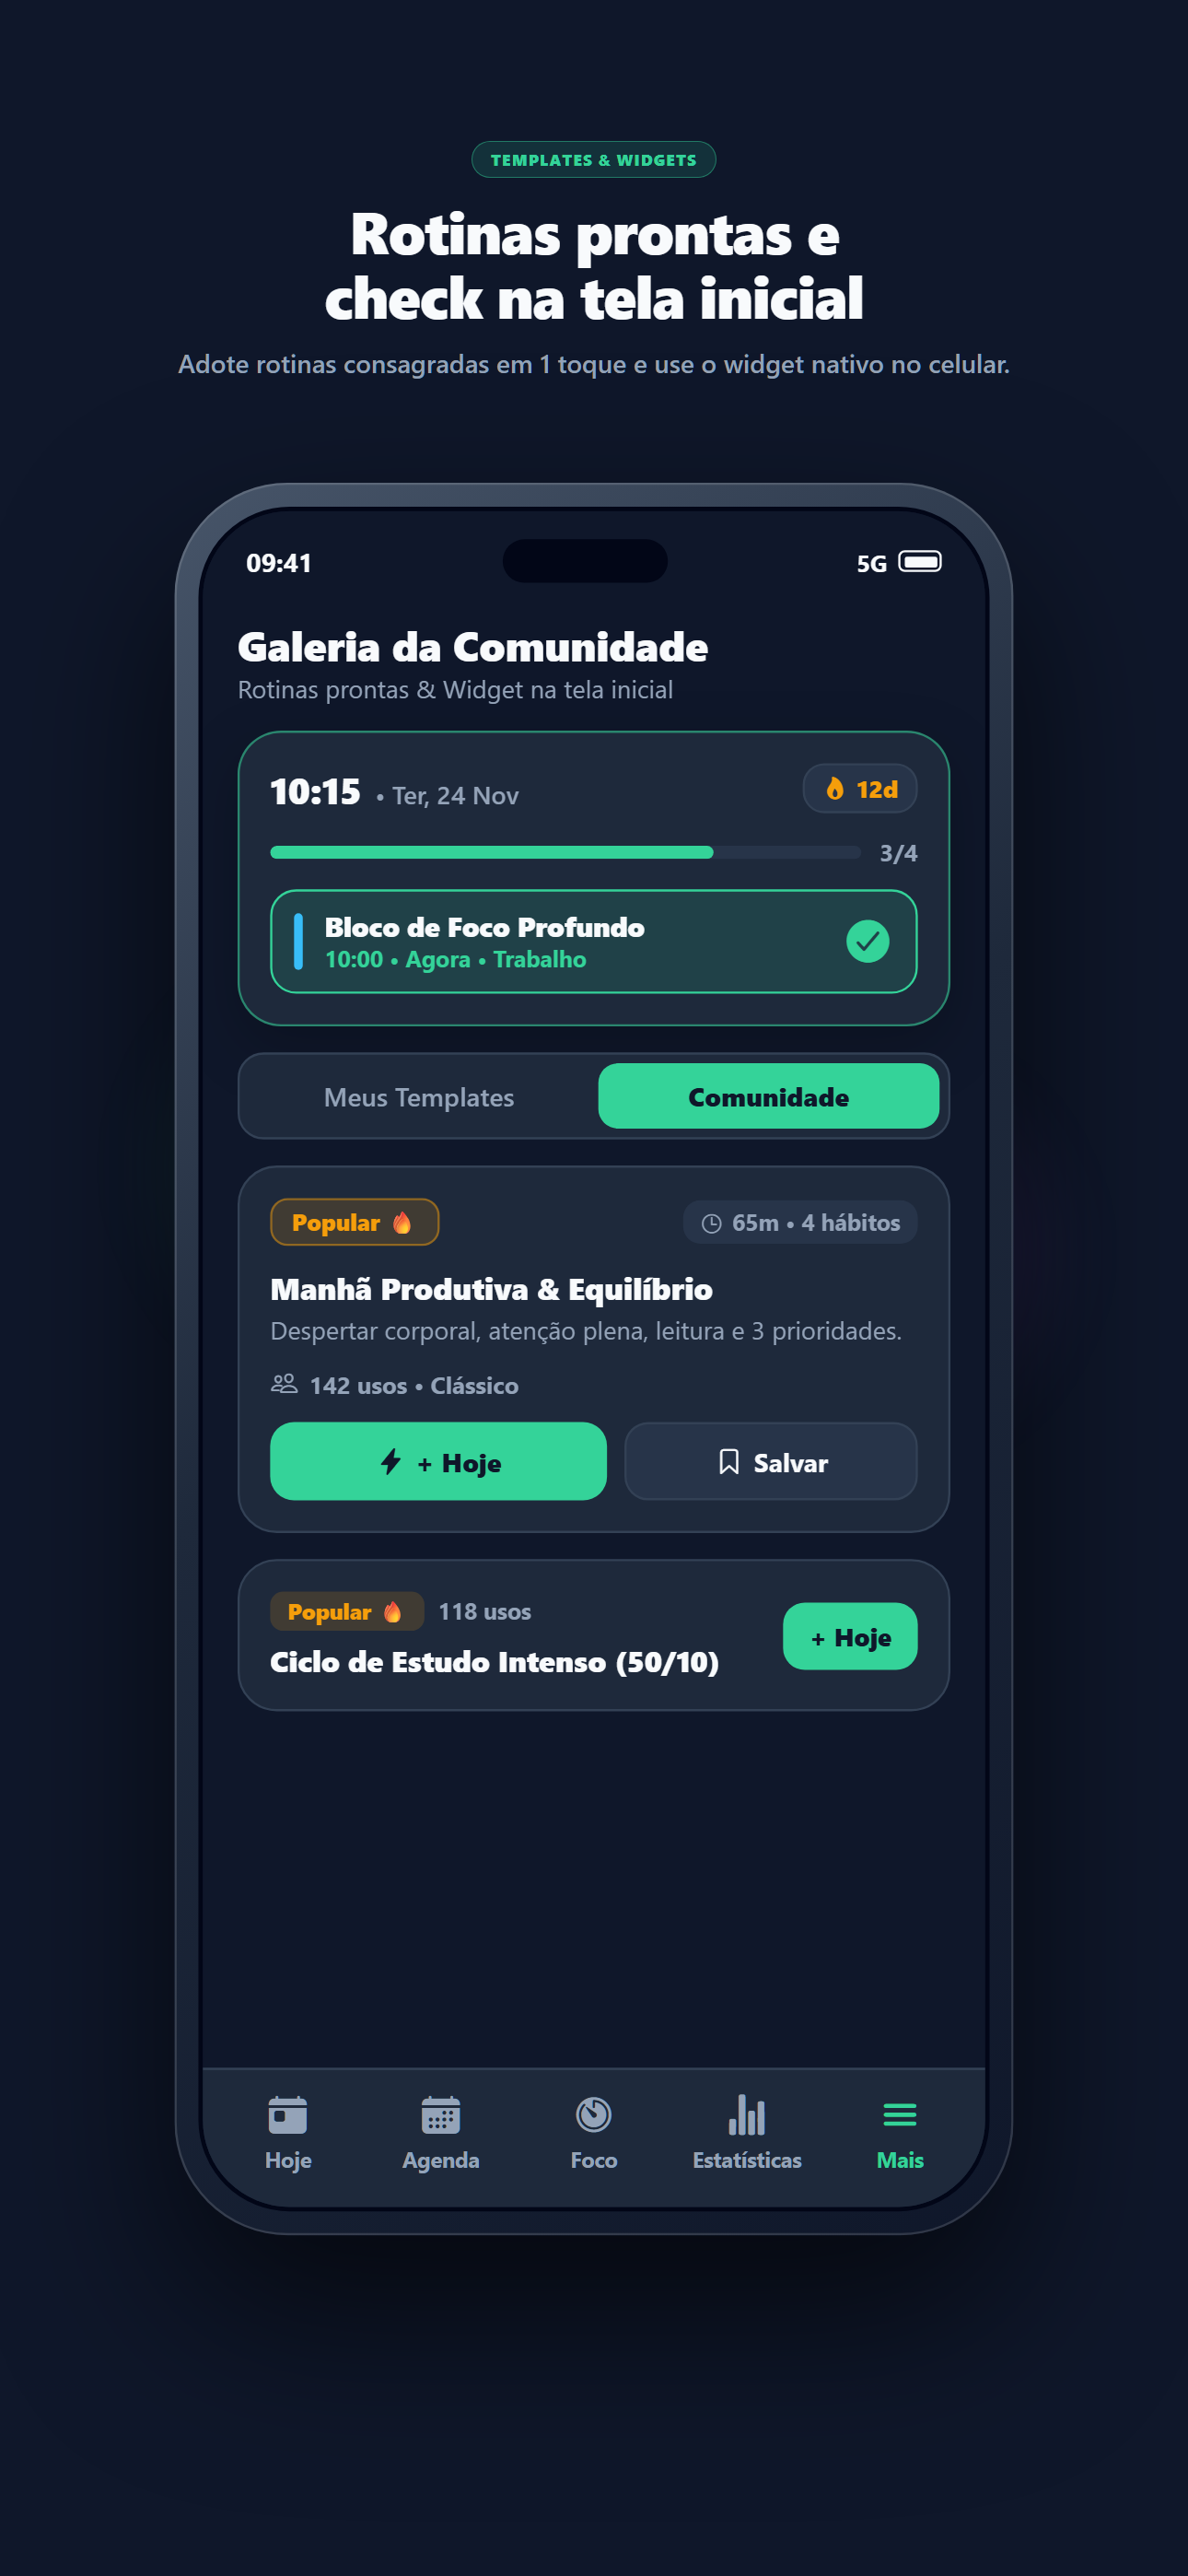 TEMPLATES & WIDGETS
Rotinas prontas e
check na tela inicial
Adote rotinas consagradas em 1 toque e use o widget nativo no celular.
09:41
5G
Galeria da Comunidade
Rotinas prontas & Widget na tela inicial
10:15 • Ter, 24 Nov
12d
3/4
Bloco de Foco Profundo
10:00 • Agora • Trabalho
Meus Templates
Comunidade
Popular 🔥
65m • 4 hábitos
Manhã Produtiva & Equilíbrio
Despertar corporal, atenção plena, leitura e 3 prioridades.
142 usos • Clássico
+ Hoje
Salvar
Popular 🔥 118 usos
Ciclo de Estudo Intenso (50/10)
+ Hoje
Hoje
Agenda
Foco
Estatísticas
Mais